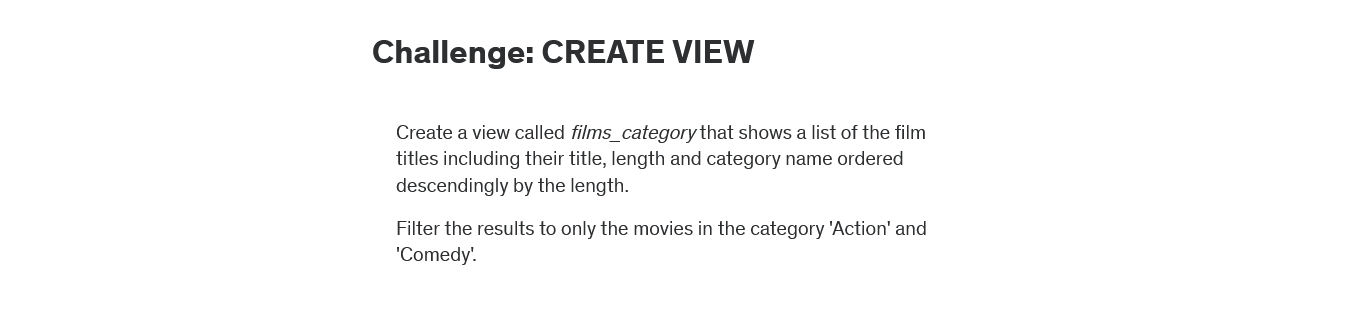 Challenge: CREATE VIEW
Create a view called films_category that shows a list of the film
titles including their title, length and category name ordered
descendingly by the length.
Filter the results to only the movies in the category 'Action' and
'Comedy'.